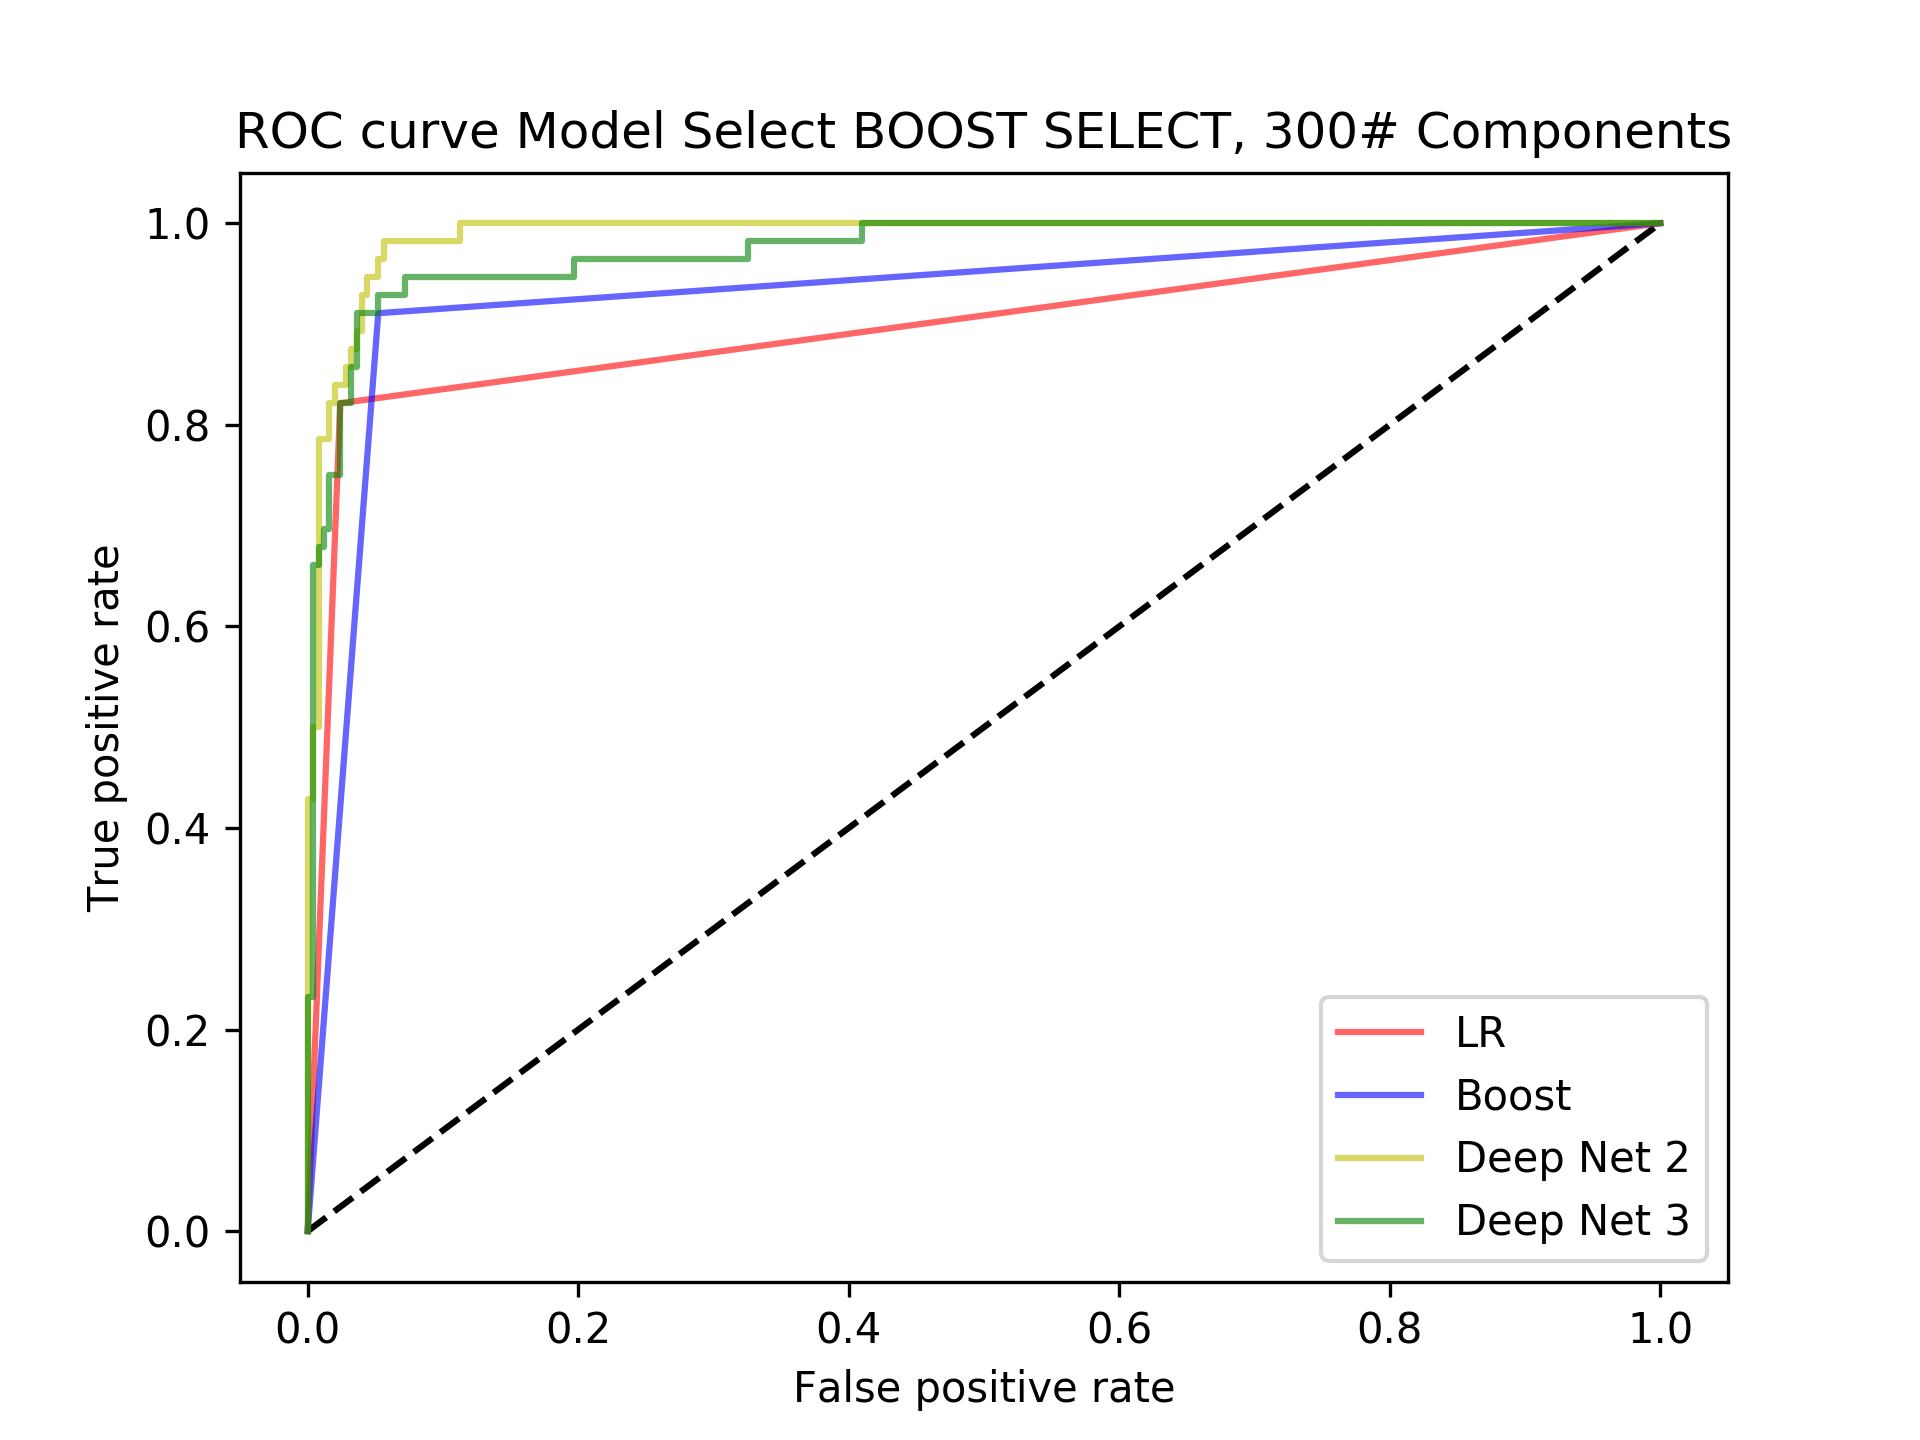 ROC curve Model Select BOOST SELECT, 300# Components
True positive rate
1.0
0.8
0.6
0.4
0.2
0.0
0.0 0.2 0.4 0.6 0.8 1.0
False positive rate
LR
Boost
Deep Net 2
Deep Net 3